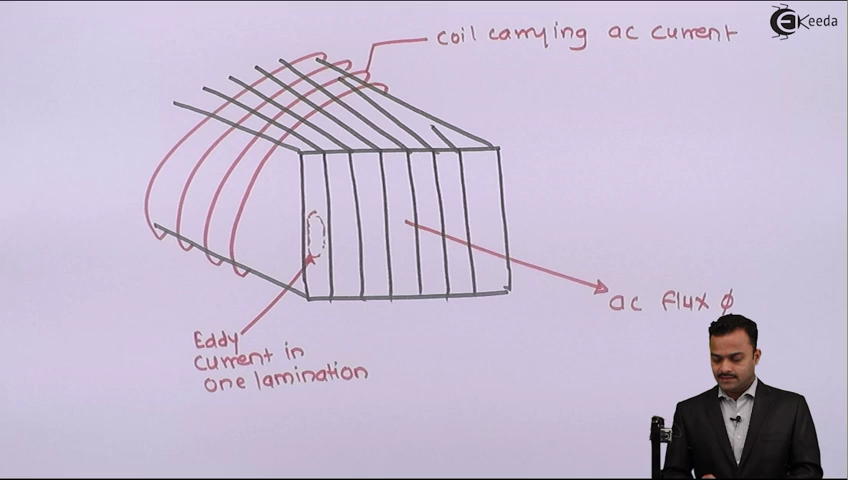 Keeda
coil carrying ac current
ac flux φ
Eddy
current in
one lamination